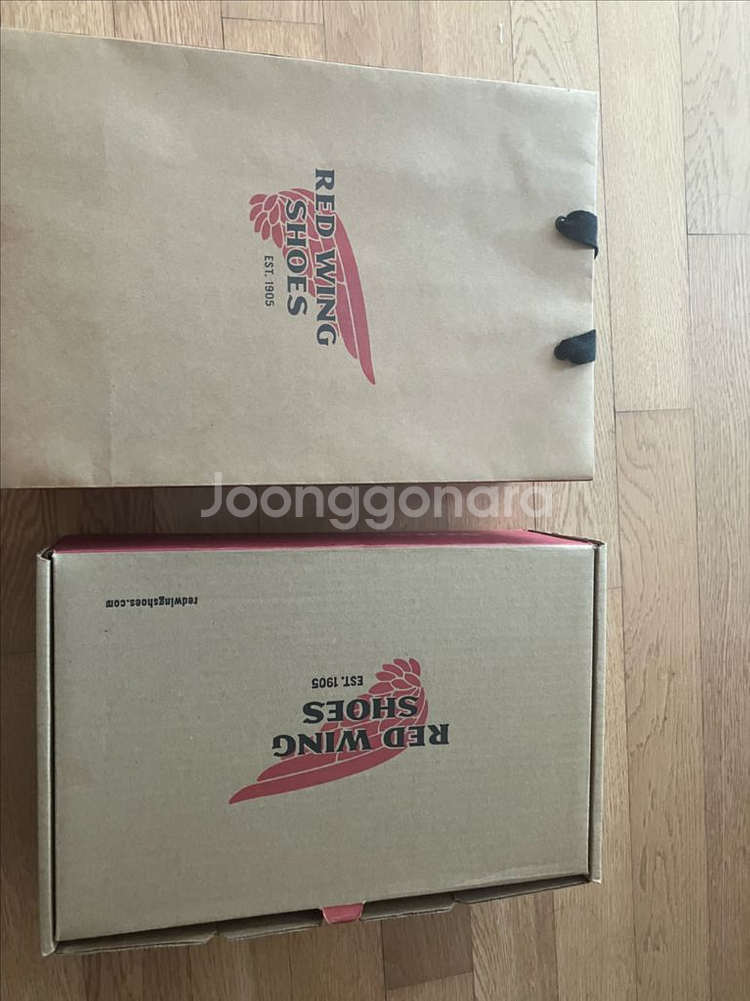 RED WING
SHOES
EST. 1905
Joonggonara
redwingshoes.com
RED WING
SHOES
EST. 1905